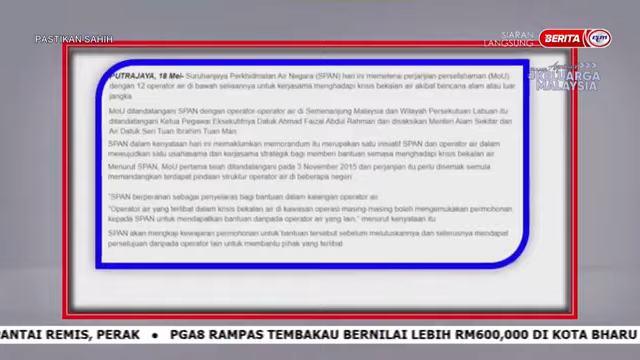 PASTIKAN SAHIH
SIARAN
LANGSUNG
BERITA
rtm
KELUARGA
MALAYSIA
PUTRAJAYA, 18 Mei- Suruhanjaya Perkhidmatan Air Negara (SPAN) hari ini memeterai perjanjian persefahaman (MoU)
dengan 12 operator air di bawah seliaannya untuk kerjasama menghadapi krisis bekalan air akibat bencana alam atau luar
jangka
MoU ditandatangani SPAN dengan operator-operator air di Semenanjung Malaysia dan Wilayah Persekutuan Labuan itu
ditandatangani Ketua Pegawai Eksekutifnya Datuk Ahmad Faizal Abdul Rahman dan disaksikan Menteri Alam Sekitar dan
Air Datuk Seri Tuan Ibrahim Tuan Man
SPAN dalam kenyataan hari ini memaklumkan memorandum itu merupakan satu inisiatif SPAN dan operator air dalam
mewujudkan satu usahasama dan kerjasama strategik bagi memberi bantuan semasa menghadapi krisis bekalan air
Menurut SPAN, MoU pertama telah ditandatangani pada 3 November 2015 dan perjanjian itu perlu disemak semula
memandangkan terdapat pindaan struktur operator air di beberapa negeri
"SPAN berperanan sebagai penyelaras bagi bantuan dalam kalangan operator air
"Operator air yang terlibat dalam krisis bekalan air di kawasan operasi masing-masing boleh mengemukakan permohonan
kepada SPAN untuk mendapatkan bantuan daripada operator air yang lain," menurut kenyataan itu
SPAN akan mengkaji kewajaran permohonan untuk bantuan tersebut sebelum meluluskannya dan seterusnya mendapat
persetujuan daripada operator lain untuk membantu pihak yang terlibat
PANTAI REMIS, PERAK • PGA8 RAMPAS TEMBAKAU BERNILAI LEBIH RM600,000 DI KOTA BHARU